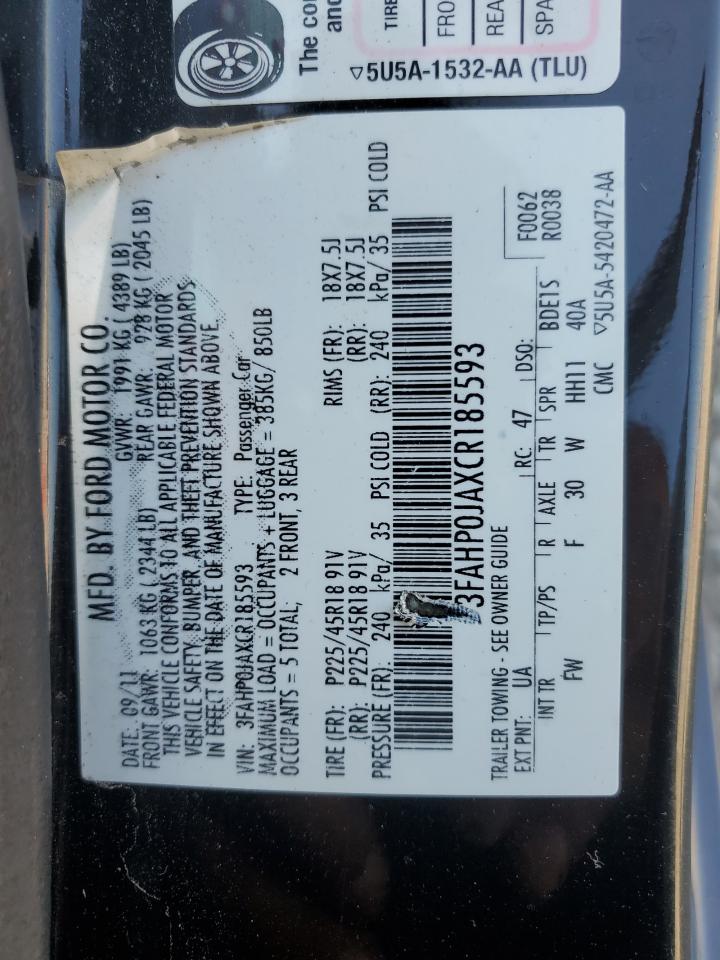 The con
and
TIRE
FRO
REA
SPA
▽5U5A-1532-AA (TLU)
MFD. BY FORD MOTOR CO.
DATE: 09/11 GVWR: 1991 KG ( 4389 LB)
FRONT GAWR: 1063 KG ( 2344 LB) REAR GAWR: 928 KG ( 2045 LB)
THIS VEHICLE CONFORMS TO ALL APPLICABLE FEDERAL MOTOR
VEHICLE SAFETY, BUMPER, AND THEFT PREVENTION STANDARDS
IN EFFECT ON THE DATE OF MANUFACTURE SHOWN ABOVE.
VIN: 3FAHP0JAXCR185593 TYPE: Passenger Car
MAXIMUM LOAD = OCCUPANTS + LUGGAGE = 385KG/ 850LB
OCCUPANTS = 5 TOTAL, 2 FRONT, 3 REAR
TIRE (FR): P225/45R18 91V RIMS (FR): 18X7.5J
(RR): P225/45R18 91V (RR): 18X7.5J
PRESSURE (FR): 240 kPa/ 35 PSI COLD (RR): 240 kPa/ 35 PSI COLD
3FAHP0JAXCR185593
TRAILER TOWING - SEE OWNER GUIDE F0062
EXT PNT: UA RC: 47 DSO: R0038
INT TR TP/PS R AXLE TR SPR BDE1S
FW F 30 W HH11 40A
CMC ▽5U5A-5420472-AA